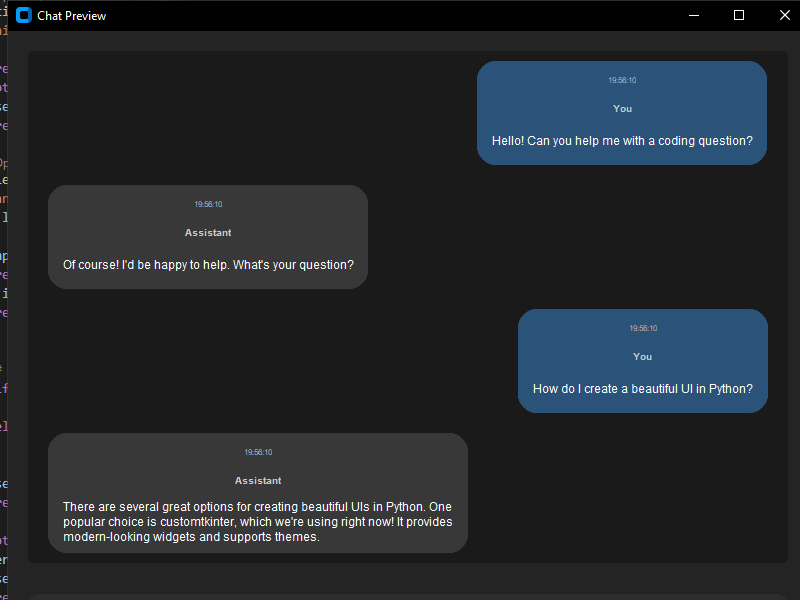 Chat Preview
19:56:10
You
Hello! Can you help me with a coding question?
19:56:10
Assistant
Of course! I'd be happy to help. What's your question?
19:56:10
You
How do I create a beautiful UI in Python?
19:56:10
Assistant
There are several great options for creating beautiful UIs in Python. One
popular choice is customtkinter, which we're using right now! It provides
modern-looking widgets and supports themes.